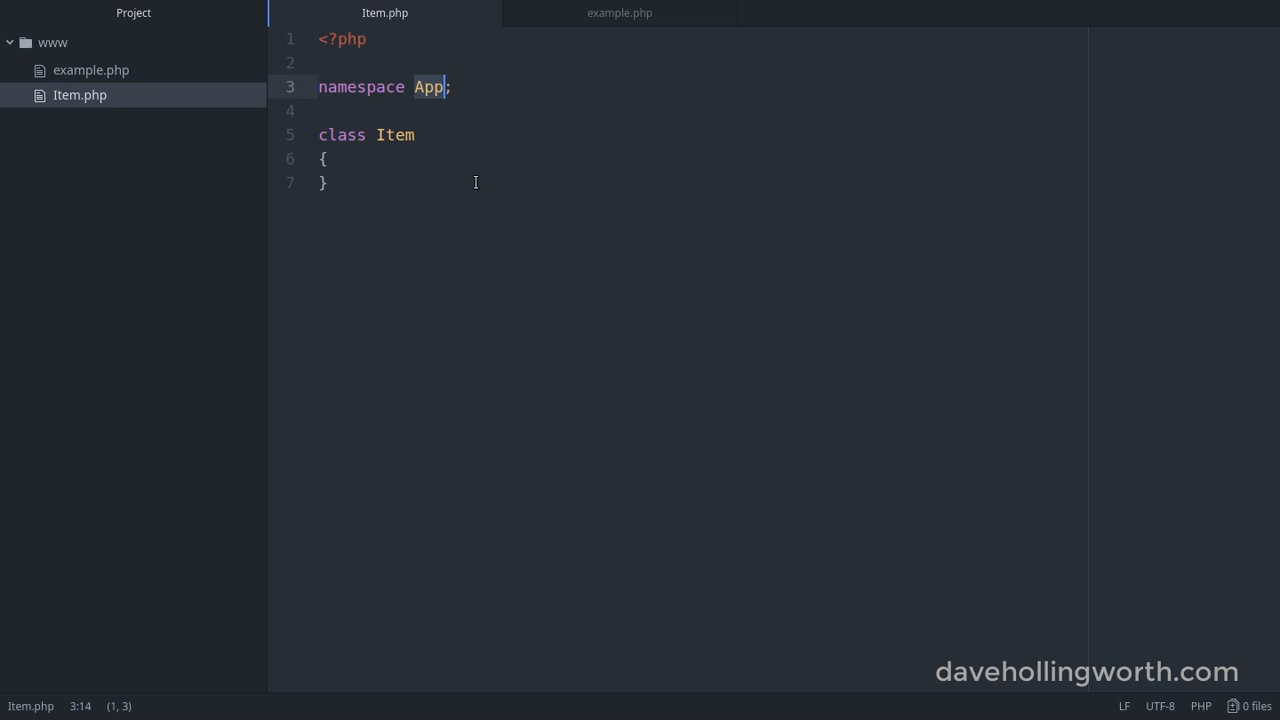 Project
Item.php
example.php
www
example.php
Item.php
1 <?php
2
3 namespace App;
4
5 class Item
6 {
7 }
davehollingworth.com
Item.php 3:14 (1, 3) LF UTF-8 PHP 0 files